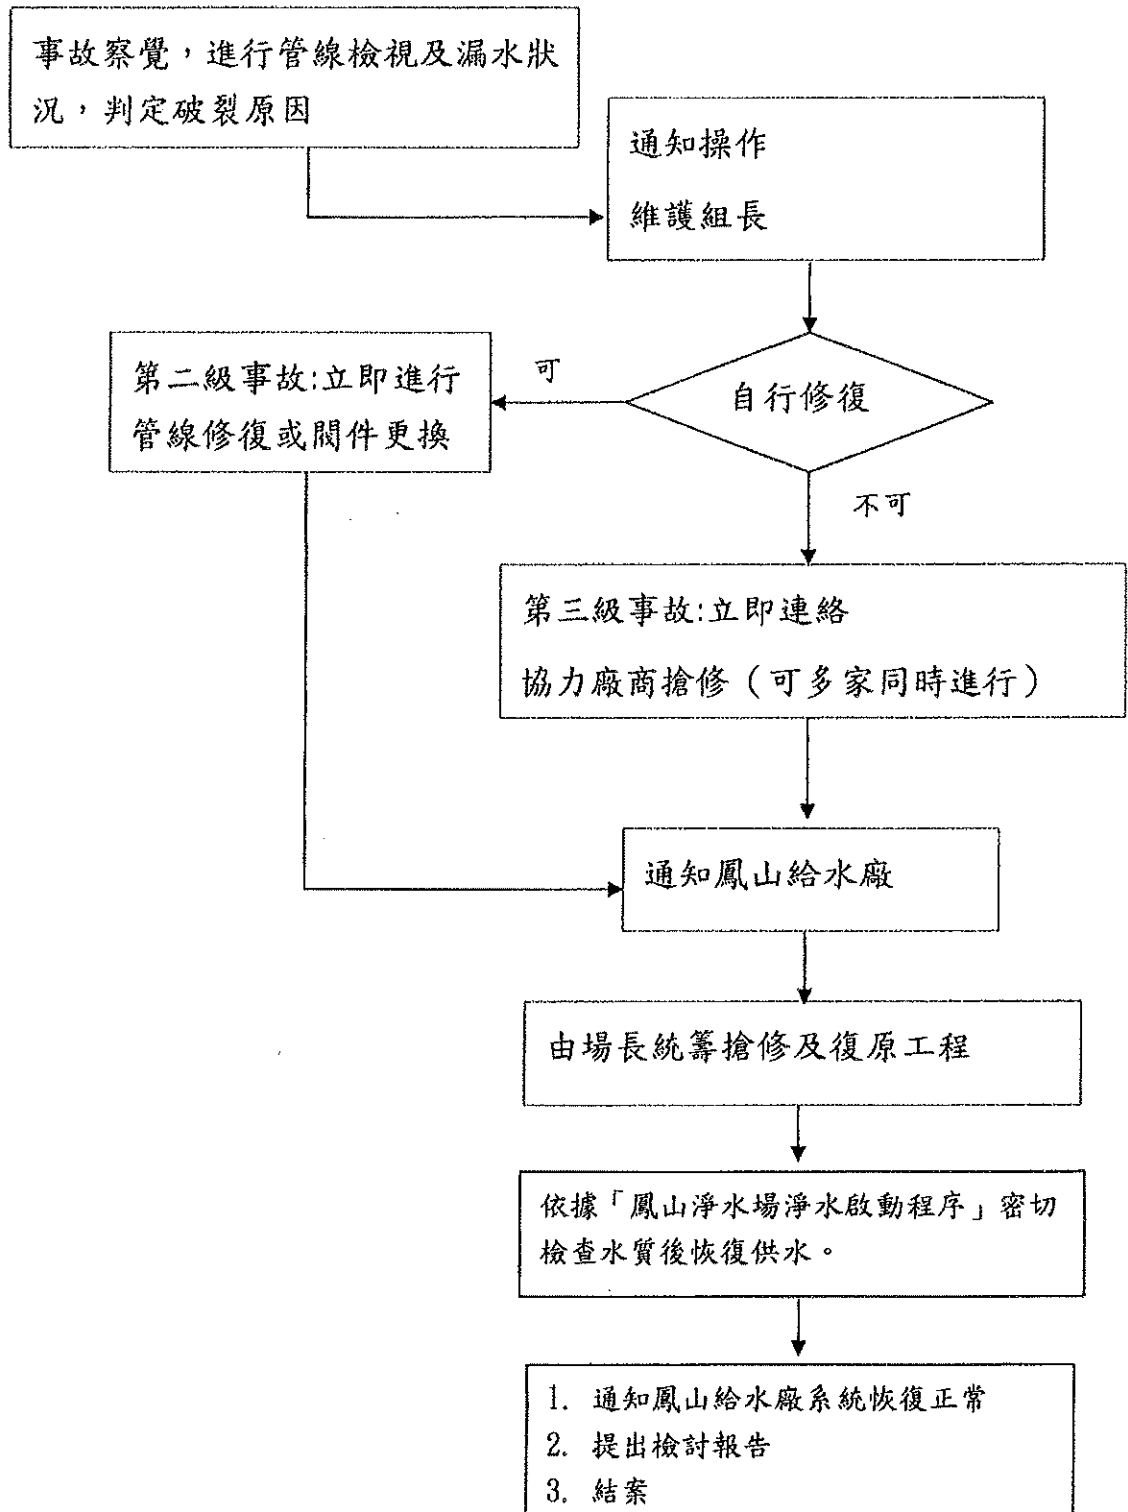 事故察覺，進行管線檢視及漏水狀
況，判定破裂原因
通知操作
維護組長
自行修復
可
第二級事故:立即進行
管線修復或閥件更換
不可
第三級事故:立即連絡
協力廠商搶修（可多家同時進行）
通知鳳山給水廠
由場長統籌搶修及復原工程
依據「鳳山淨水場淨水啟動程序」密切
檢查水質後恢復供水。
1. 通知鳳山給水廠系統恢復正常
2. 提出檢討報告
3. 結案